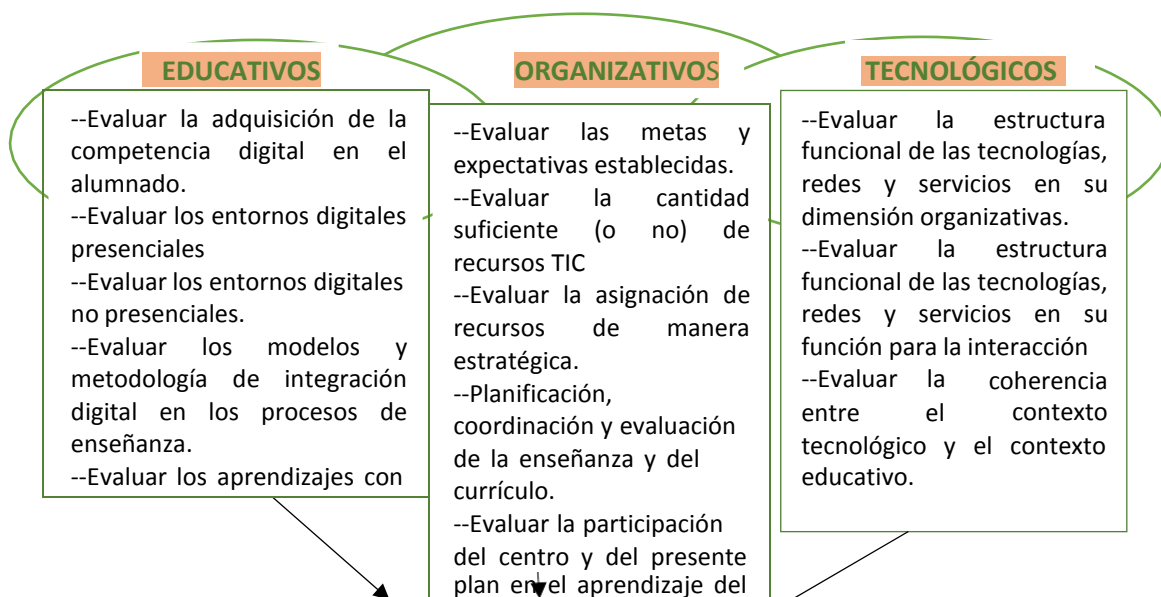 EDUCATIVOS
--Evaluar la adquisición de la
competencia digital en el
alumnado.
--Evaluar los entornos digitales
presenciales
--Evaluar los entornos digitales
no presenciales.
--Evaluar los modelos y
metodología de integración
digital en los procesos de
enseñanza.
--Evaluar los aprendizajes con
ORGANIZATIVOS
--Evaluar las metas y
expectativas establecidas.
--Evaluar la cantidad
suficiente (o no) de
recursos TIC
--Evaluar la asignación de
recursos de manera
estratégica.
--Planificación,
coordinación y evaluación
de la enseñanza y del
currículo.
--Evaluar la participación
del centro y del presente
plan en el aprendizaje del
TECNOLÓGICOS
--Evaluar la estructura
funcional de las tecnologías,
redes y servicios en su
dimensión organizativas.
--Evaluar la estructura
funcional de las tecnologías,
redes y servicios en su
función para la interacción
--Evaluar la coherencia
entre el contexto
tecnológico y el contexto
educativo.